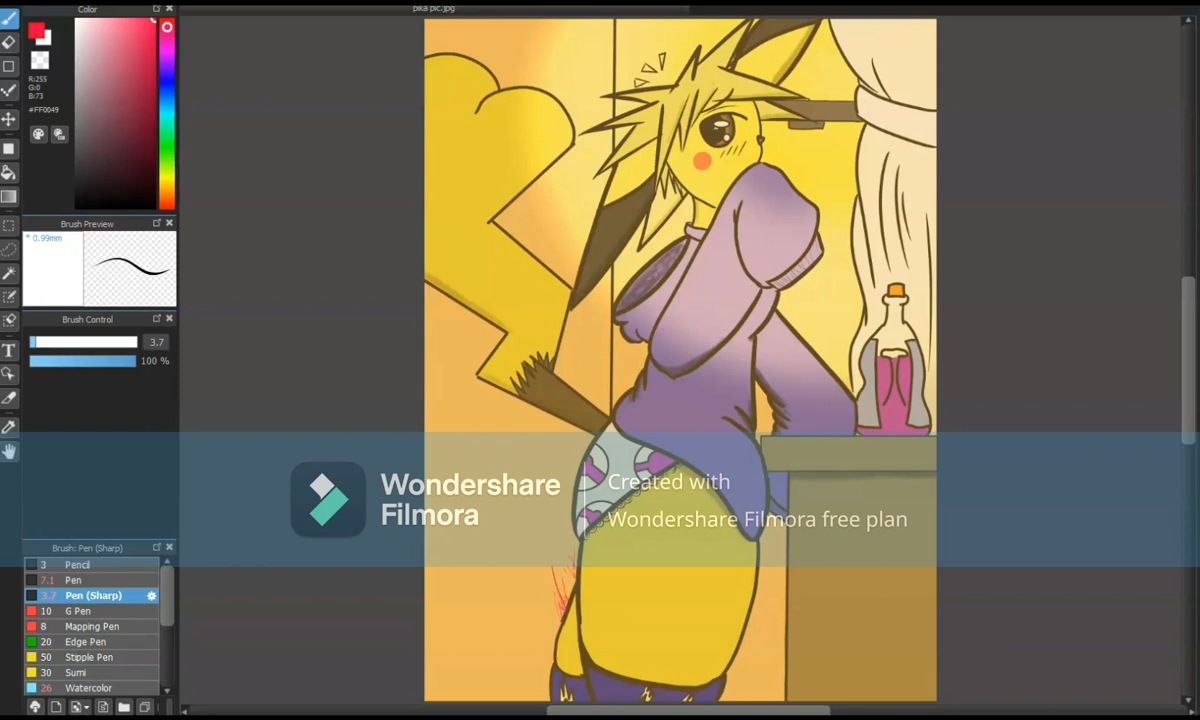 Color
pika pic.jpg
R:255
G:0
B:73
#FF0049
Brush Preview
* 0.99mm
Brush Control
3.7
100 %
Wondershare
Filmora
Created with
Wondershare Filmora free plan
Brush: Pen (Sharp)
3 Pencil
7.1 Pen
3.7 Pen (Sharp)
10 G Pen
8 Mapping Pen
20 Edge Pen
50 Stipple Pen
30 Sumi
26 Watercolor